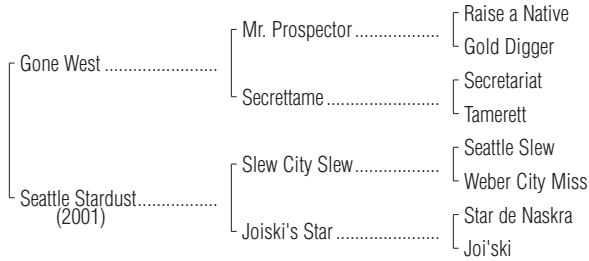 Raise a Native
Mr. Prospector ....................
Gold Digger
Gone West ........................
Secretariat
Secrettame ..........................
Tamerett
Seattle Slew
Slew City Slew....................
Weber City Miss
Seattle Stardust.................
(2001)
Star de Naskra
Joiski's Star ........................
Joi'ski